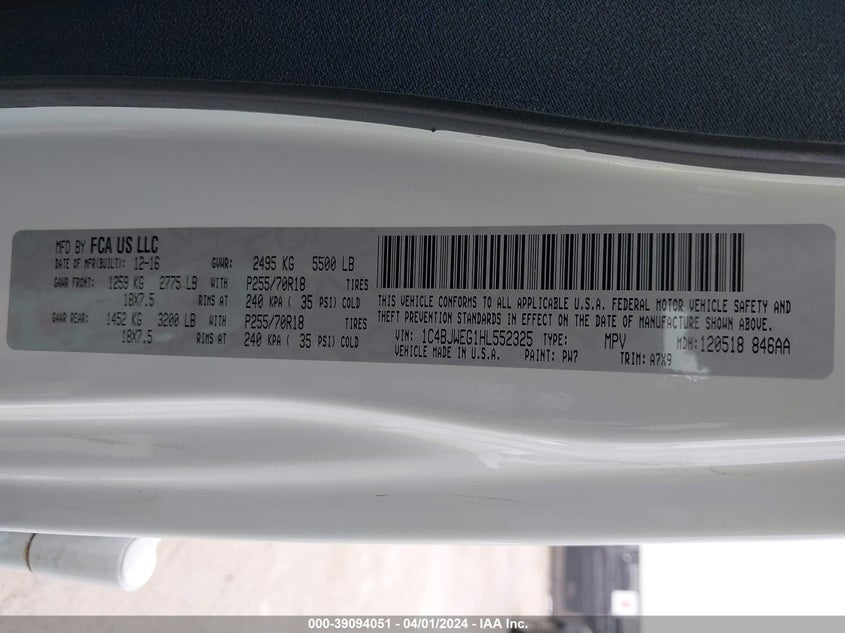 MFD BY FCA US LLC
DATE OF MFR(BUILT): 12-16 GVWR: 2495 KG 5500 LB
GAWR FRONT: 1259 KG 2775 LB WITH P255/70R18 TIRES
18X7.5 RIMS AT 240 KPA ( 35 PSI) COLD
GAWR REAR: 1452 KG 3200 LB WITH P255/70R18 TIRES
18X7.5 RIMS AT 240 KPA ( 35 PSI) COLD
THIS VEHICLE CONFORMS TO ALL APPLICABLE U.S.A. FEDERAL MOTOR VEHICLE SAFETY AND
THEFT PREVENTION STANDARDS IN EFFECT ON THE DATE OF MANUFACTURE SHOWN ABOVE.
VIN: 1C4BJWEG1HL552325 TYPE: MPV MDH:120518 846AA
VEHICLE MADE IN U.S.A. PAINT: PW7 TRIM: A7X9
000-39094051 - 04/01/2024 - IAA Inc.